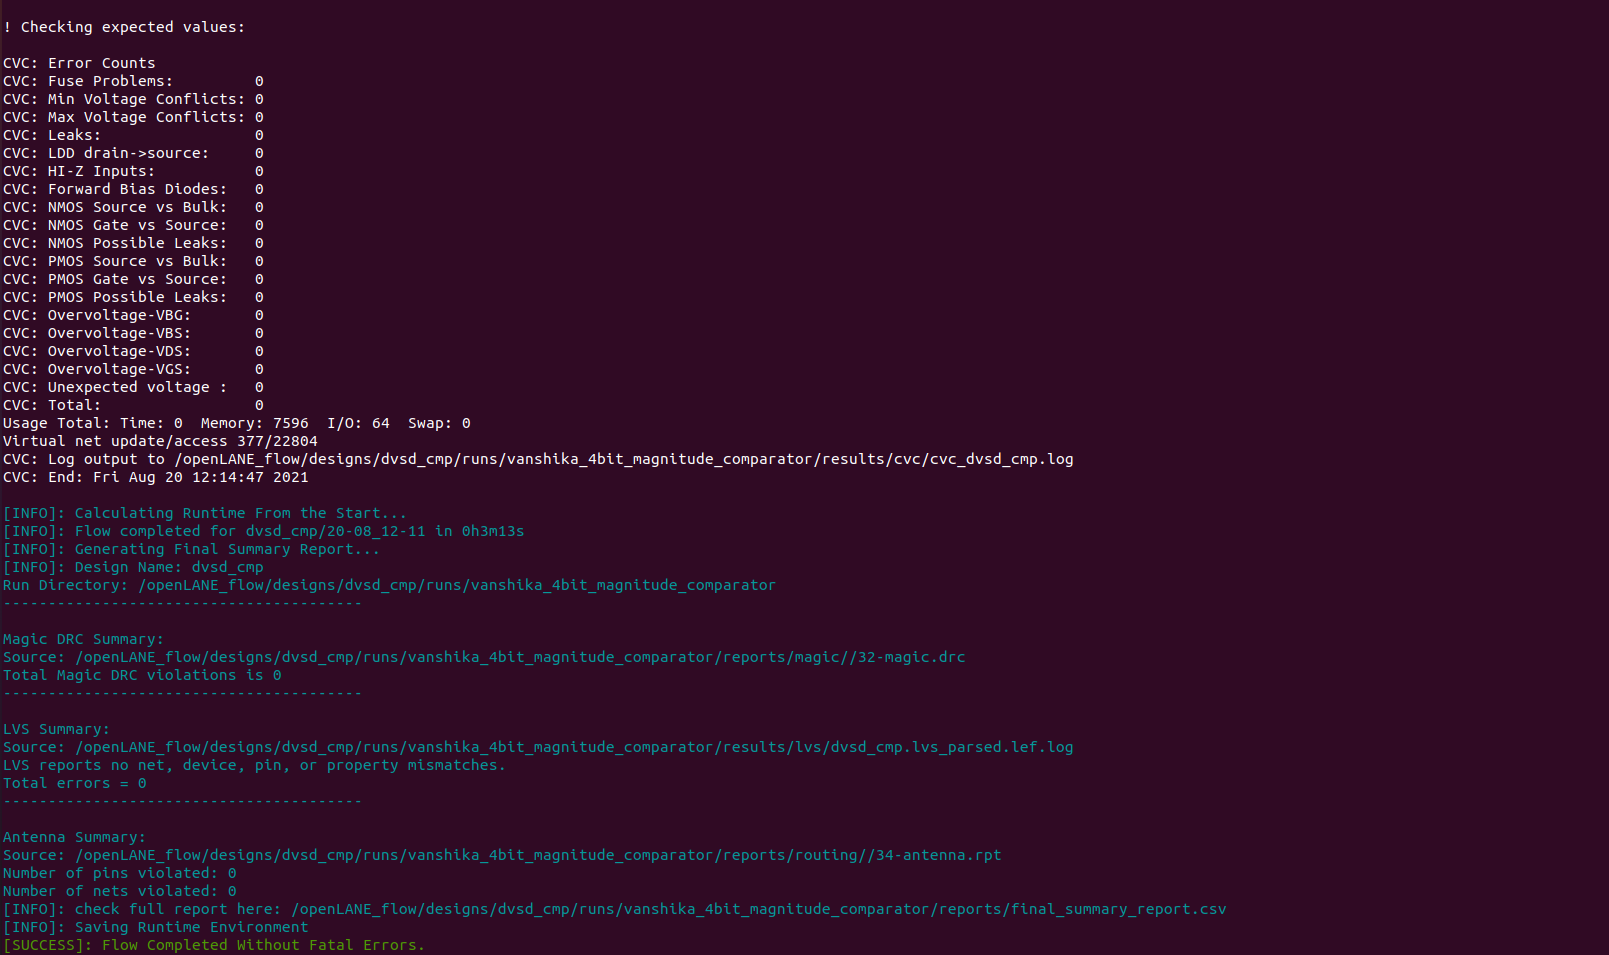 ! Checking expected values:
CVC: Error Counts
CVC: Fuse Problems:         0
CVC: Min Voltage Conflicts: 0
CVC: Max Voltage Conflicts: 0
CVC: Leaks:                 0
CVC: LDD drain->source:     0
CVC: HI-Z Inputs:           0
CVC: Forward Bias Diodes:   0
CVC: NMOS Source vs Bulk:   0
CVC: NMOS Gate vs Source:   0
CVC: NMOS Possible Leaks:   0
CVC: PMOS Source vs Bulk:   0
CVC: PMOS Gate vs Source:   0
CVC: PMOS Possible Leaks:   0
CVC: Overvoltage-VBG:       0
CVC: Overvoltage-VBS:       0
CVC: Overvoltage-VDS:       0
CVC: Overvoltage-VGS:       0
CVC: Unexpected voltage :   0
CVC: Total:                 0
Usage Total: Time: 0  Memory: 7596  I/O: 64  Swap: 0
Virtual net update/access 377/22804
CVC: Log output to /openLANE_flow/designs/dvsd_cmp/runs/vanshika_4bit_magnitude_comparator/results/cvc/cvc_dvsd_cmp.log
CVC: End: Fri Aug 20 12:14:47 2021
[INFO]: Calculating Runtime From the Start...
[INFO]: Flow completed for dvsd_cmp/20-08_12-11 in 0h3m13s
[INFO]: Generating Final Summary Report...
[INFO]: Design Name: dvsd_cmp
Run Directory: /openLANE_flow/designs/dvsd_cmp/runs/vanshika_4bit_magnitude_comparator
----------------------------------------
Magic DRC Summary:
Source: /openLANE_flow/designs/dvsd_cmp/runs/vanshika_4bit_magnitude_comparator/reports/magic//32-magic.drc
Total Magic DRC violations is 0
----------------------------------------
LVS Summary:
Source: /openLANE_flow/designs/dvsd_cmp/runs/vanshika_4bit_magnitude_comparator/results/lvs/dvsd_cmp.lvs_parsed.lef.log
LVS reports no net, device, pin, or property mismatches.
Total errors = 0
----------------------------------------
Antenna Summary:
Source: /openLANE_flow/designs/dvsd_cmp/runs/vanshika_4bit_magnitude_comparator/reports/routing//34-antenna.rpt
Number of pins violated: 0
Number of nets violated: 0
[INFO]: check full report here: /openLANE_flow/designs/dvsd_cmp/runs/vanshika_4bit_magnitude_comparator/reports/final_summary_report.csv
[INFO]: Saving Runtime Environment
[SUCCESS]: Flow Completed Without Fatal Errors.